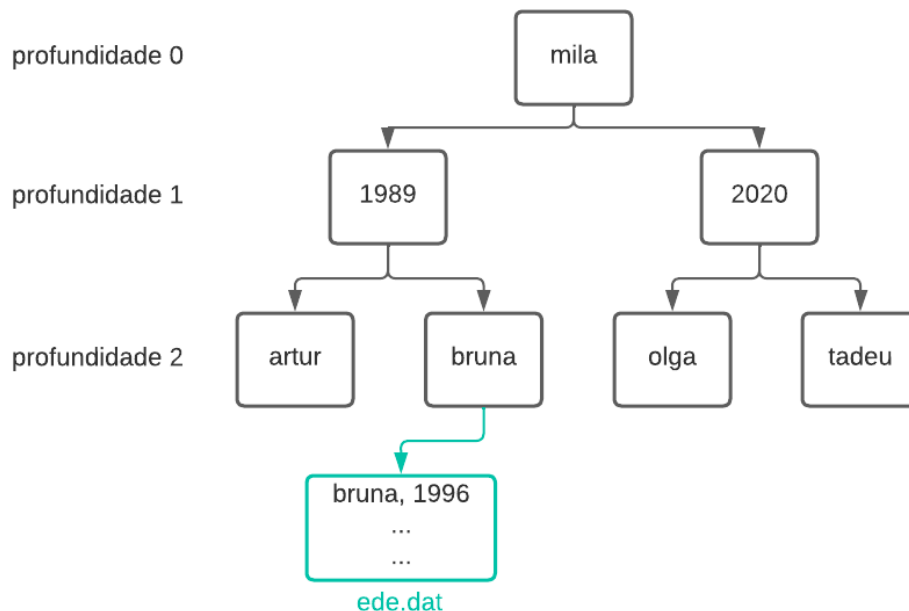 profundidade 0
mila
profundidade 1
1989
2020
profundidade 2
artur
bruna
olga
tadeu
bruna, 1996
...
...
ede.dat